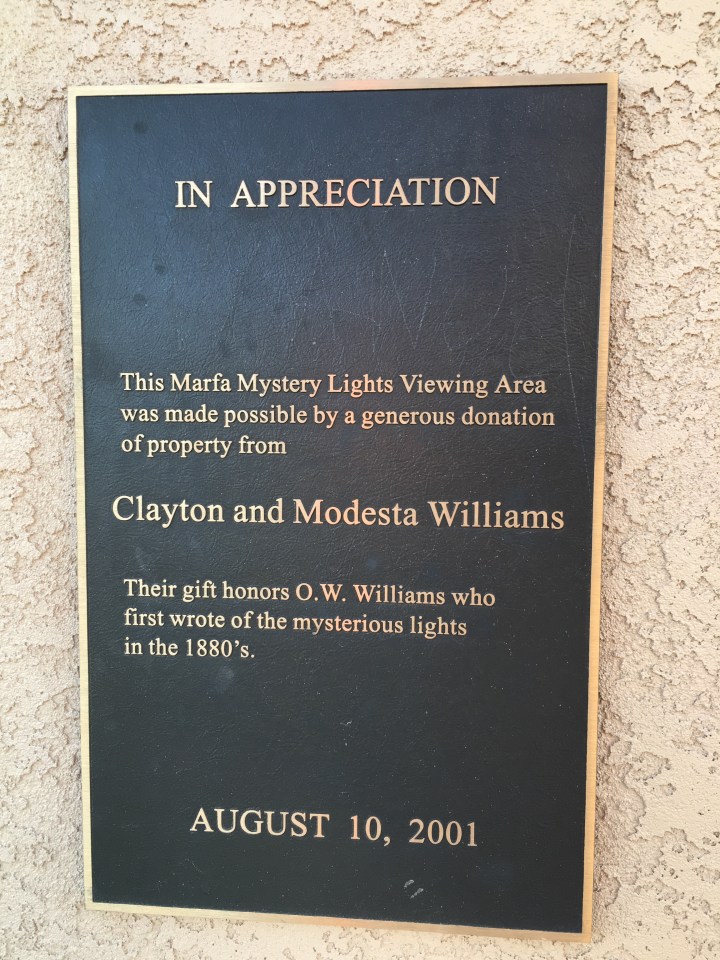 IN APPRECIATION
This Marfa Mystery Lights Viewing Area
was made possible by a generous donation
of property from
Clayton and Modesta Williams
Their gift honors O.W. Williams who
first wrote of the mysterious lights
in the 1880's.
AUGUST 10, 2001